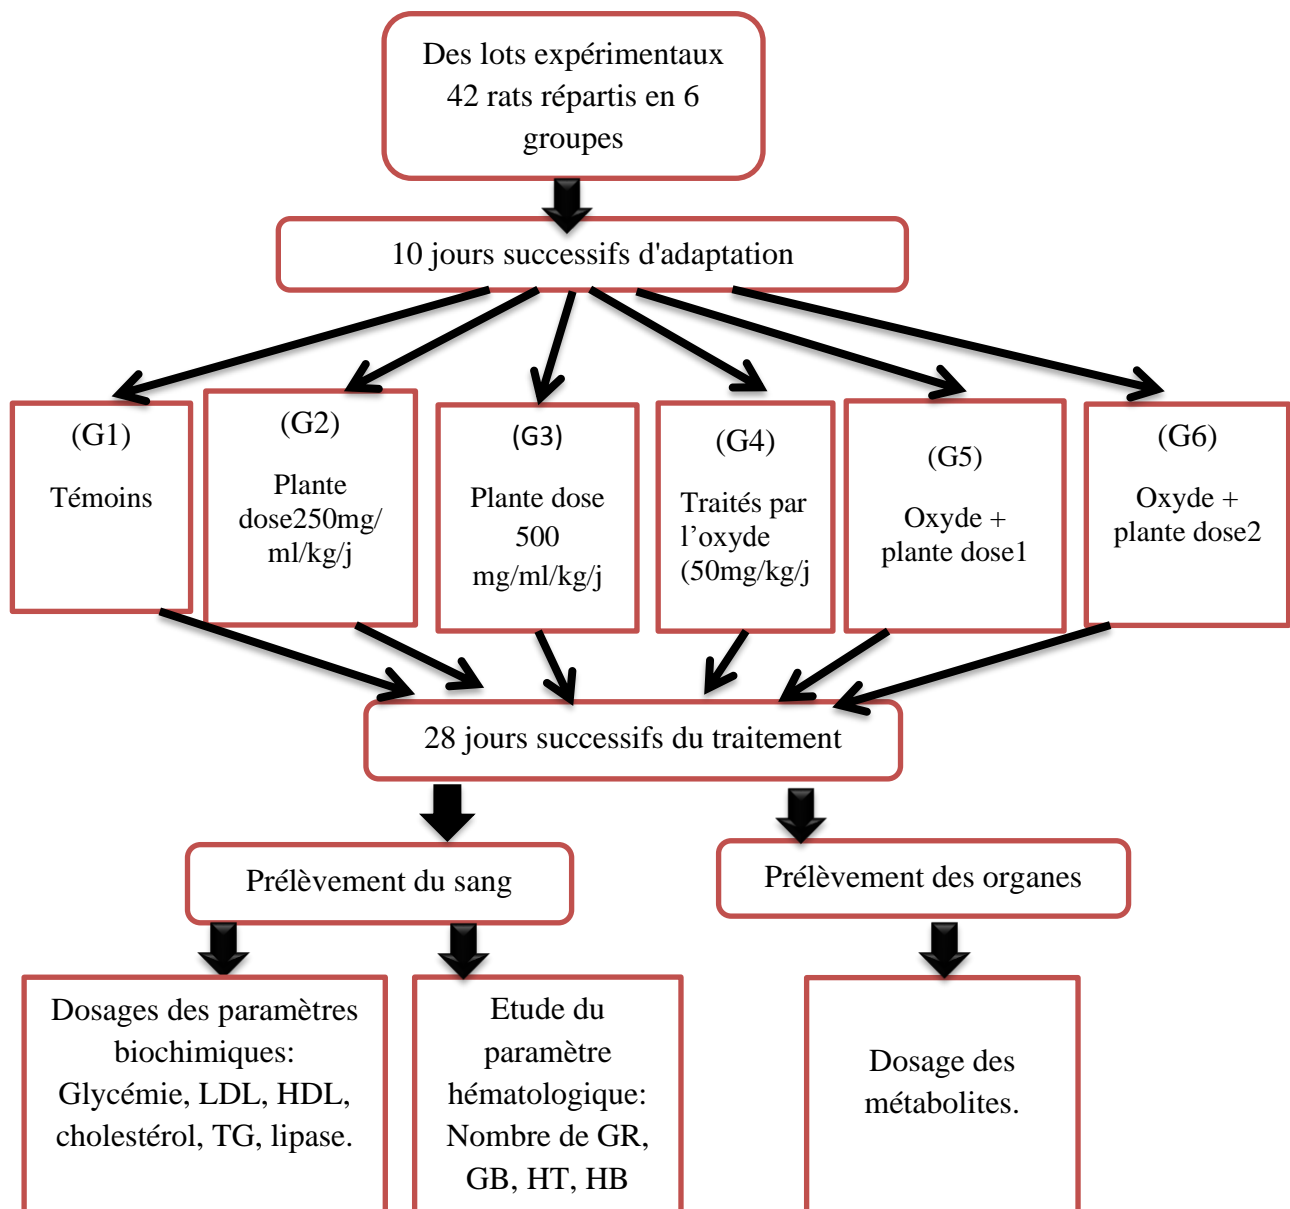 Des lots expérimentaux
42 rats répartis en 6
groupes
10 jours successifs d'adaptation
(G1)
Témoins
(G2)
Plante
dose250mg/
ml/kg/j
(G3)
Plante dose
500
mg/ml/kg/j
(G4)
Traités par
l’oxyde
(50mg/kg/j
(G5)
Oxyde +
plante dose1
(G6)
Oxyde +
plante dose2
28 jours successifs du traitement
Prélèvement du sang
Prélèvement des organes
Dosages des paramètres
biochimiques:
Glycémie, LDL, HDL,
cholestérol, TG, lipase.
Etude du
paramètre
hématologique:
Nombre de GR,
GB, HT, HB
Dosage des
métabolites.